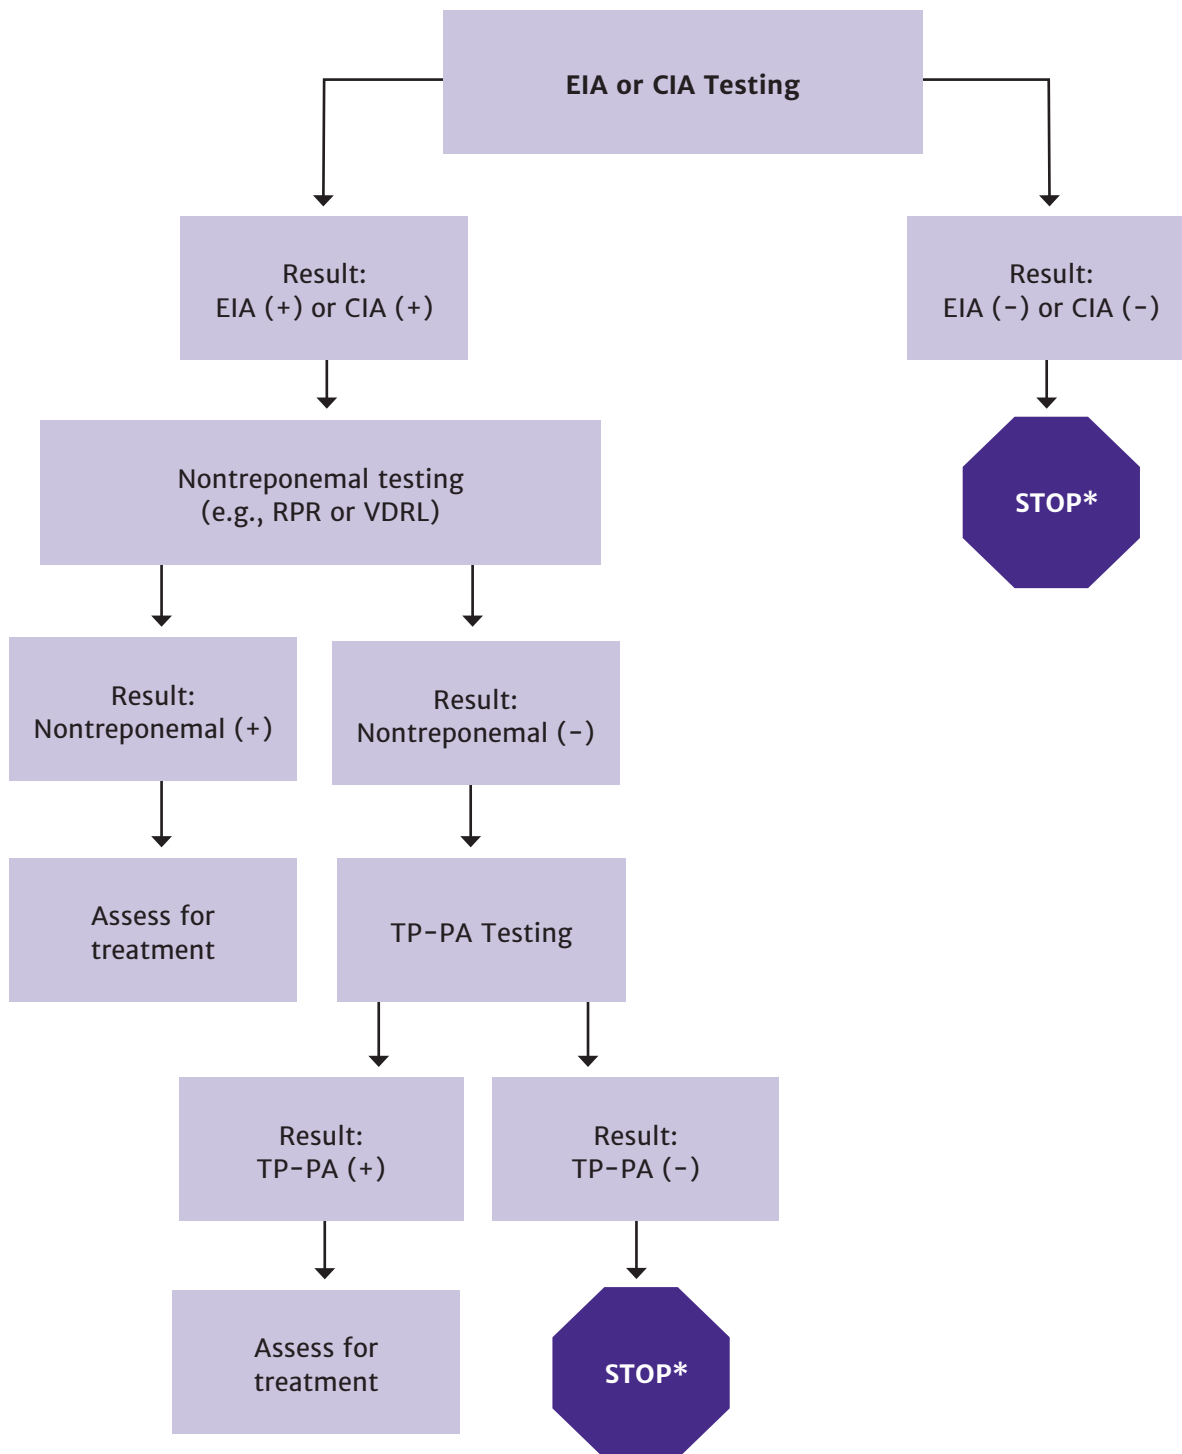 EIA or CIA Testing
Result:
EIA (+) or CIA (+)
Result:
EIA (-) or CIA (-)
Nontreponemal testing
(e.g., RPR or VDRL)
STOP*
Result:
Nontreponemal (+)
Result:
Nontreponemal (-)
Assess for
treatment
TP-PA Testing
Result:
TP-PA (+)
Result:
TP-PA (-)
Assess for
treatment
STOP*